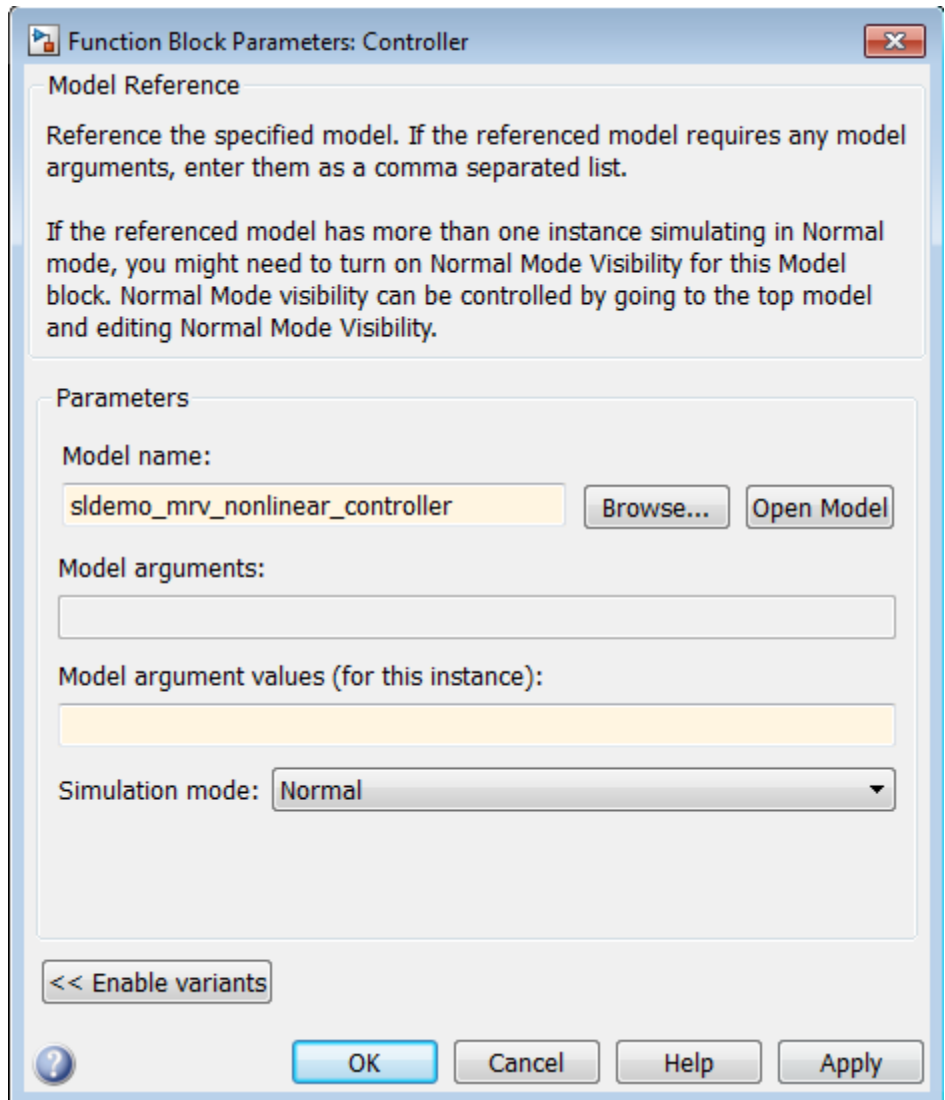 Function Block Parameters: Controller
Model Reference
Reference the specified model. If the referenced model requires any model
arguments, enter them as a comma separated list.
If the referenced model has more than one instance simulating in Normal
mode, you might need to turn on Normal Mode Visibility for this Model
block. Normal Mode visibility can be controlled by going to the top model
and editing Normal Mode Visibility.
Parameters
Model name:
sldemo_mrv_nonlinear_controller Browse... Open Model
Model arguments:
Model argument values (for this instance):
Simulation mode: Normal
<< Enable variants
? OK Cancel Help Apply